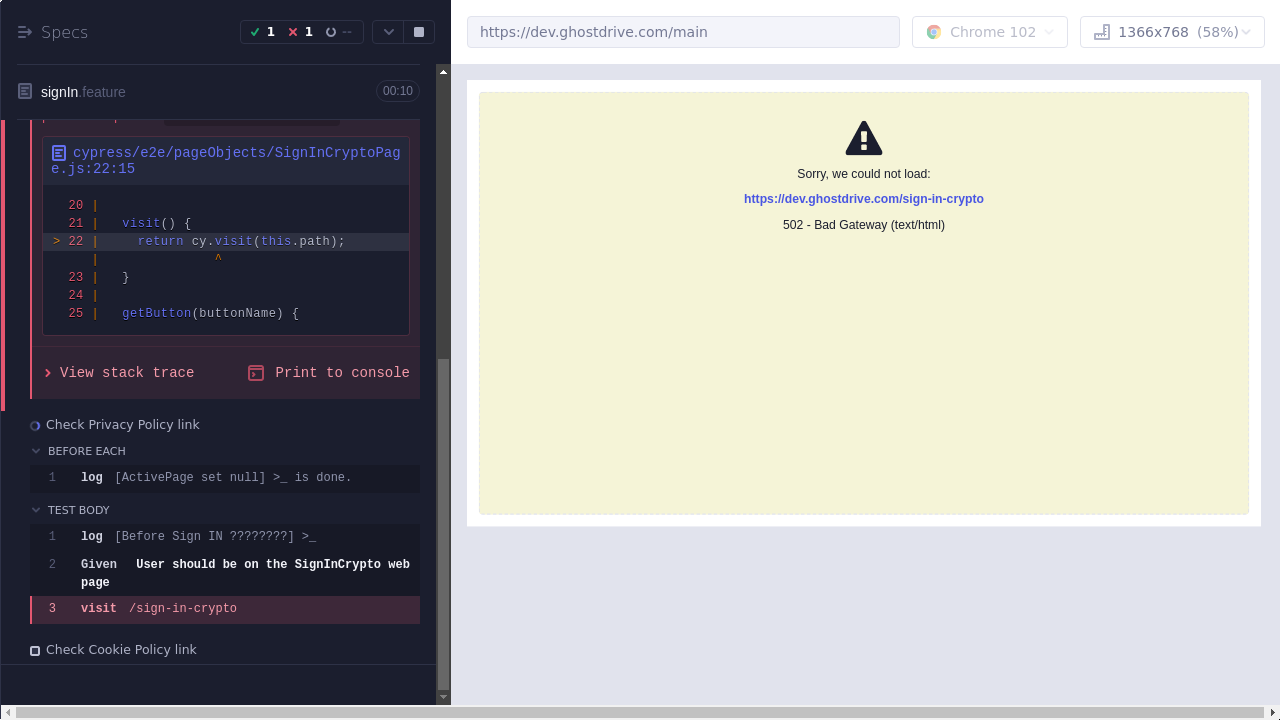 Specs
1
1
--
signIn.feature
00:10
cypress/e2e/pageObjects/SignInCryptoPag
e.js:22:15
20 |
21 |   visit() {
> 22 |     return cy.visit(this.path);
|               ^
23 |   }
24 |
25 |   getButton(buttonName) {
View stack trace
Print to console
Check Privacy Policy link
BEFORE EACH
1 log [ActivePage set null] >_ is done.
TEST BODY
1 log [Before Sign IN ????????] >_
2 Given User should be on the SignInCrypto web
page
3 visit /sign-in-crypto
Check Cookie Policy link
https://dev.ghostdrive.com/main
Chrome 102
1366x768 (58%)
Sorry, we could not load:
https://dev.ghostdrive.com/sign-in-crypto
502 - Bad Gateway (text/html)